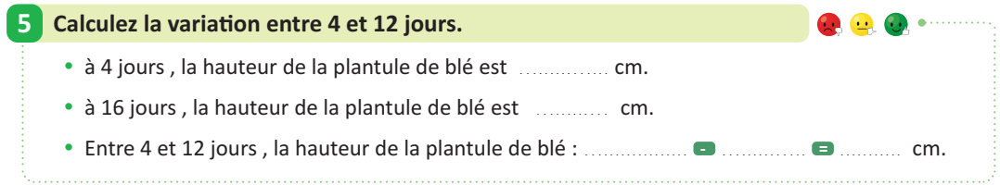 5 Calculez la variation entre 4 et 12 jours.
• à 4 jours , la hauteur de la plantule de blé est ................ cm.
• à 16 jours , la hauteur de la plantule de blé est ............ cm.
• Entre 4 et 12 jours , la hauteur de la plantule de blé : ................. - .............. = ........... cm.